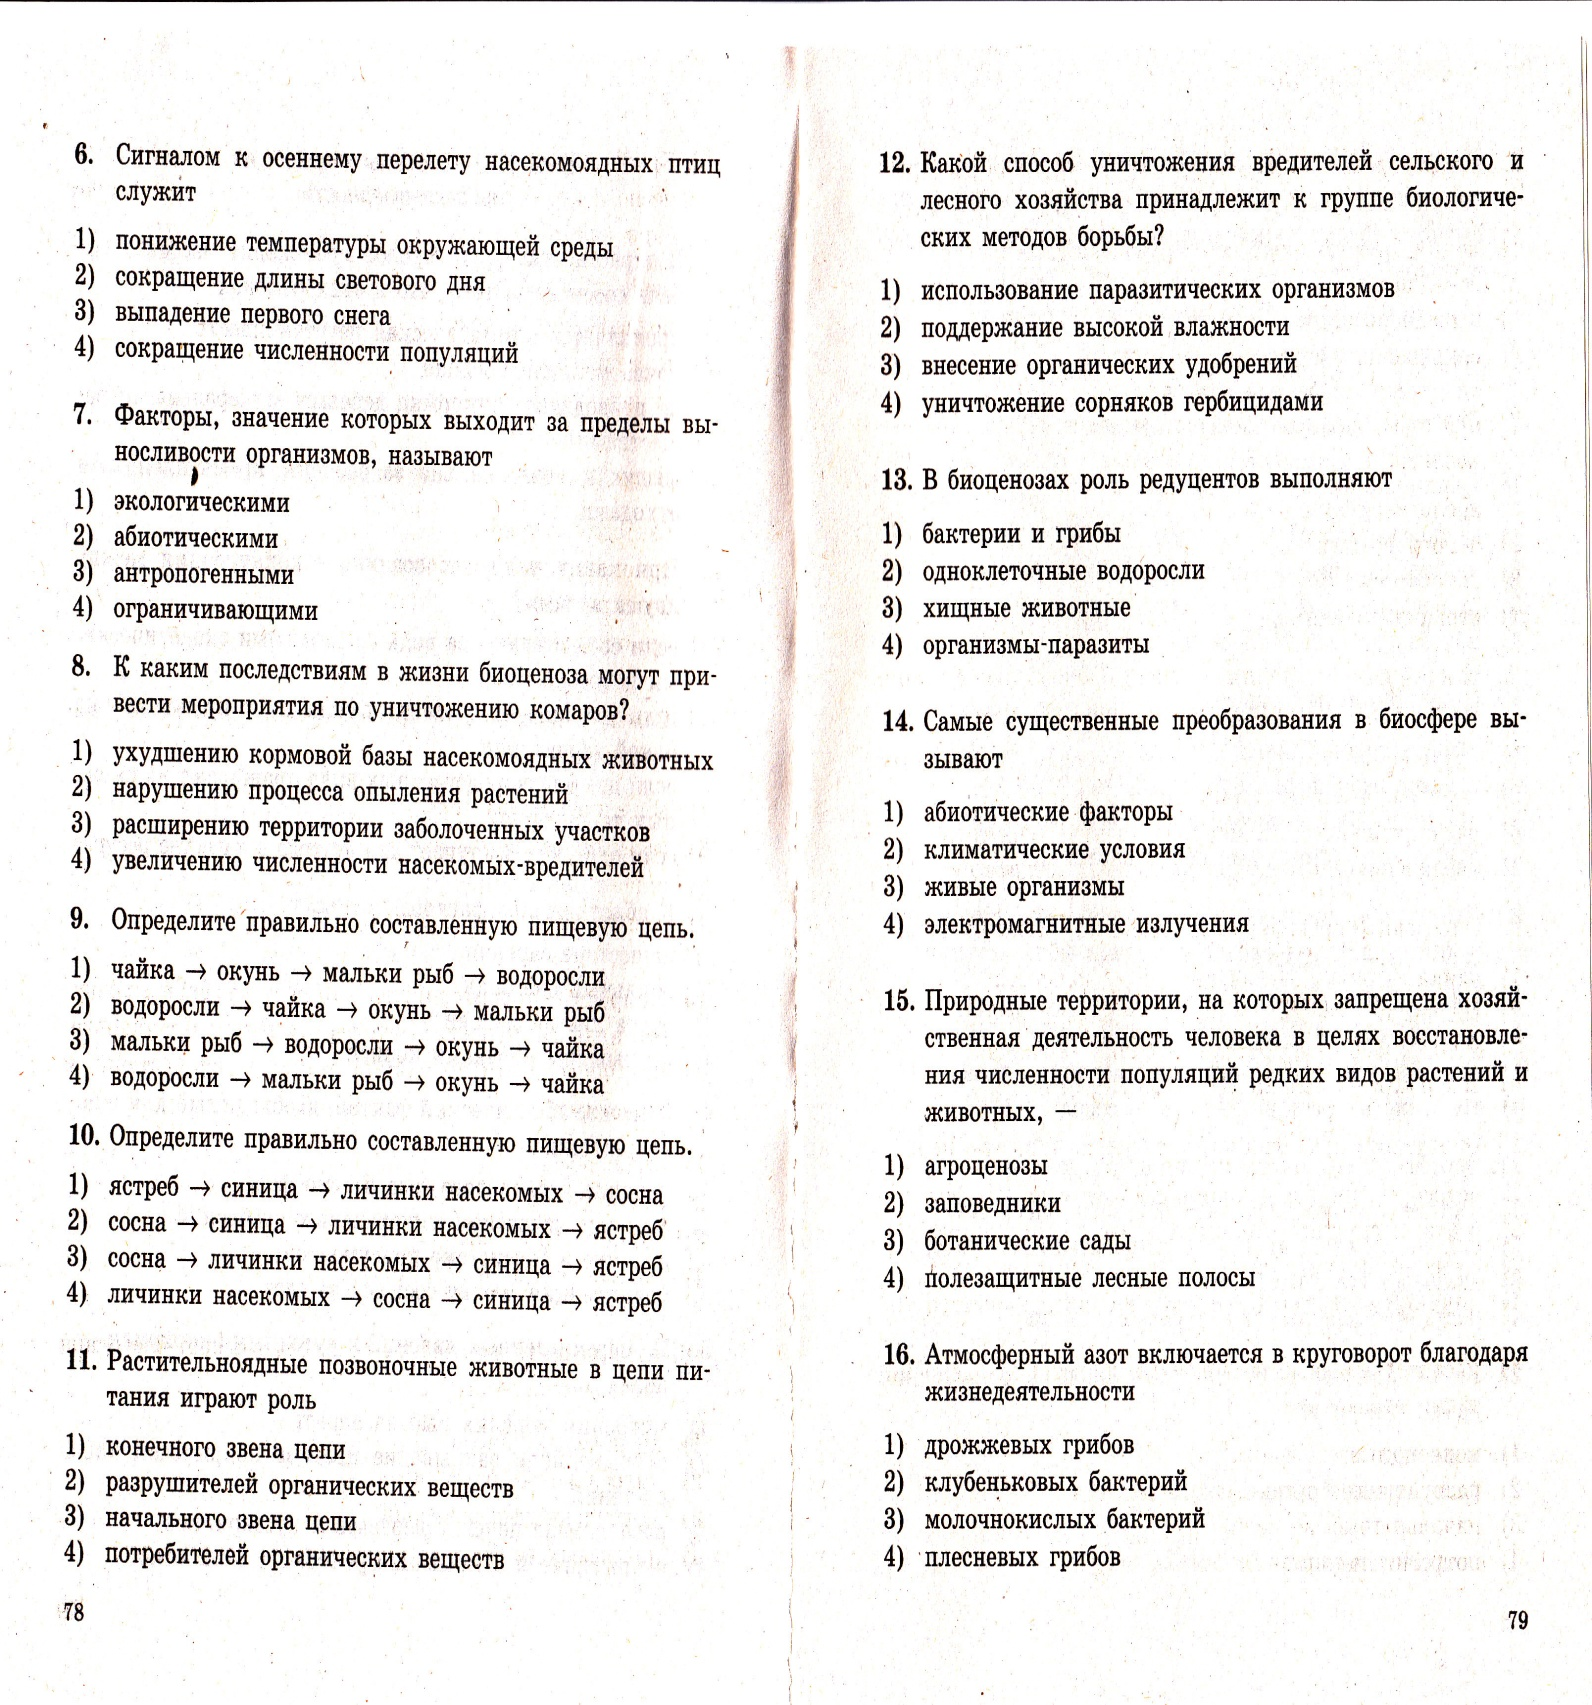 6. Сигналом к осеннему перелету насекомоядных птиц
служит
1) понижение температуры окружающей среды
2) сокращение длины светового дня
3) выпадение первого снега
4) сокращение численности популяций
7. Факторы, значение которых выходит за пределы вы-
носливости организмов, называют
1) экологическими
2) абиотическими
3) антропогенными
4) ограничивающими
8. К каким последствиям в жизни биоценоза могут при-
вести мероприятия по уничтожению комаров?
1) ухудшению кормовой базы насекомоядных животных
2) нарушению процесса опыления растений
3) расширению территории заболоченных участков
4) увеличению численности насекомых-вредителей
9. Определите правильно составленную пищевую цепь.
1) чайка → окунь → мальки рыб → водоросли
2) водоросли → чайка → окунь → мальки рыб
3) мальки рыб → водоросли → окунь → чайка
4) водоросли → мальки рыб → окунь → чайка
10. Определите правильно составленную пищевую цепь.
1) ястреб → синица → личинки насекомых → сосна
2) сосна → синица → личинки насекомых → ястреб
3) сосна → личинки насекомых → синица → ястреб
4) личинки насекомых → сосна → синица → ястреб
11. Растительноядные позвоночные животные в цепи пи-
тания играют роль
1) конечного звена цепи
2) разрушителей органических веществ
3) начального звена цепи
4) потребителей органических веществ
78
12. Какой способ уничтожения вредителей сельского и
лесного хозяйства принадлежит к группе биологиче-
ских методов борьбы?
1) использование паразитических организмов
2) поддержание высокой влажности
3) внесение органических удобрений
4) уничтожение сорняков гербицидами
13. В биоценозах роль редуцентов выполняют
1) бактерии и грибы
2) одноклеточные водоросли
3) хищные животные
4) организмы-паразиты
14. Самые существенные преобразования в биосфере вы-
зывают
1) абиотические факторы
2) климатические условия
3) живые организмы
4) электромагнитные излучения
15. Природные территории, на которых запрещена хозяй-
ственная деятельность человека в целях восстановле-
ния численности популяций редких видов растений и
животных, —
1) агроценозы
2) заповедники
3) ботанические сады
4) полезащитные лесные полосы
16. Атмосферный азот включается в круговорот благодаря
жизнедеятельности
1) дрожжевых грибов
2) клубеньковых бактерий
3) молочнокислых бактерий
4) плесневых грибов
79